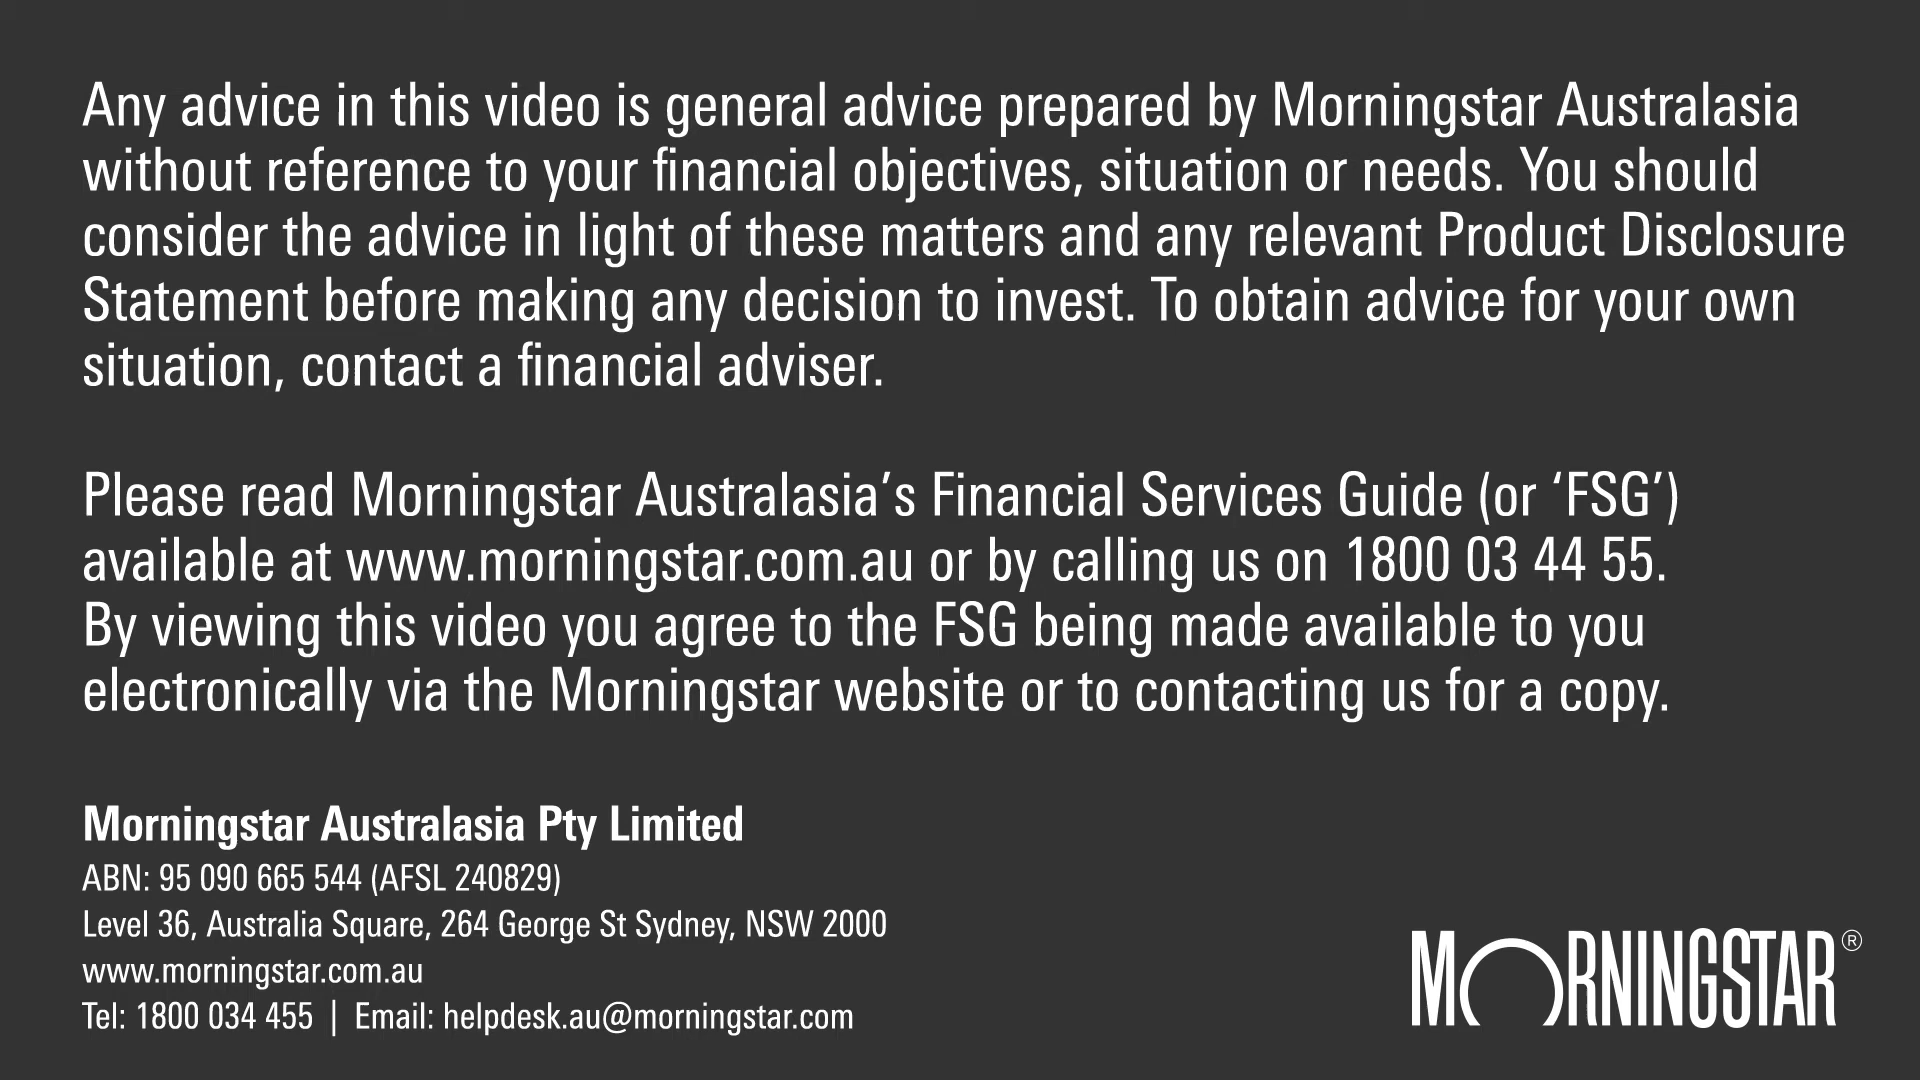 Any advice in this video is general advice prepared by Morningstar Australasia
without reference to your financial objectives, situation or needs. You should
consider the advice in light of these matters and any relevant Product Disclosure
Statement before making any decision to invest. To obtain advice for your own
situation, contact a financial adviser.
Please read Morningstar Australasia’s Financial Services Guide (or ‘FSG’)
available at www.morningstar.com.au or by calling us on 1800 03 44 55.
By viewing this video you agree to the FSG being made available to you
electronically via the Morningstar website or to contacting us for a copy.
Morningstar Australasia Pty Limited
ABN: 95 090 665 544 (AFSL 240829)
Level 36, Australia Square, 264 George St Sydney, NSW 2000
www.morningstar.com.au
Tel: 1800 034 455 | Email: helpdesk.au@morningstar.com
MORNINGSTAR®